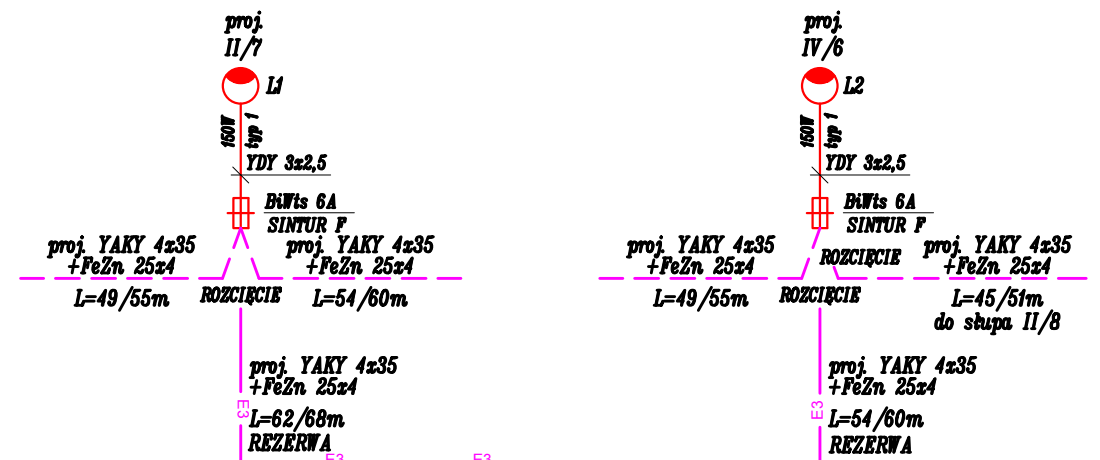 proj.
II/7
L1
150W
typ 1
YDY 3x2,5
BiWts 6A
SINTUR F
proj. YAKY 4x35
+FeZn 25x4
L=49/55m
proj. YAKY 4x35
+FeZn 25x4
L=54/60m
ROZCIĘCIE
proj. YAKY 4x35
+FeZn 25x4
E3
L=62/68m
REZERWA
E3
E3
proj.
IV/6
L2
150W
typ 1
YDY 3x2,5
BiWts 6A
SINTUR F
proj. YAKY 4x35
+FeZn 25x4
L=49/55m
ROZCIĘCIE
proj. YAKY 4x35
+FeZn 25x4
L=45/51m
do słupa II/8
ROZCIĘCIE
proj. YAKY 4x35
+FeZn 25x4
E3
L=54/60m
REZERWA